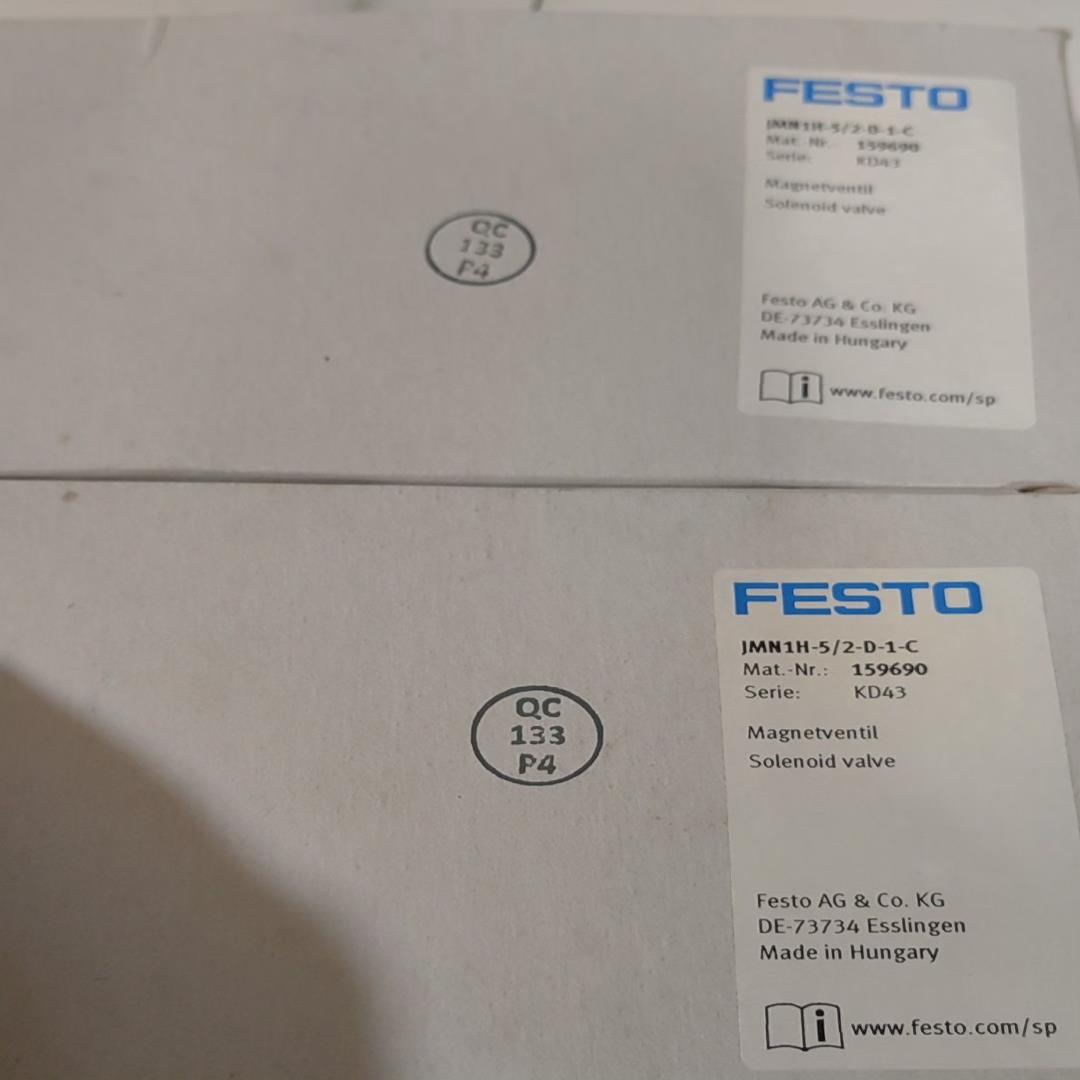 FESTO
JMN1H-5/2-D-1-C
Mat.-Nr. 159690
Serie: KD43
Magnetventil
Solenoid valve
QC
133
P4
Festo AG & Co. KG
DE-73734 Esslingen
Made in Hungary
i www.festo.com/sp
FESTO
JMN1H-5/2-D-1-C
Mat.-Nr.: 159690
Serie: KD43
QC
133
P4
Magnetventil
Solenoid valve
Festo AG & Co. KG
DE-73734 Esslingen
Made in Hungary
i www.festo.com/sp